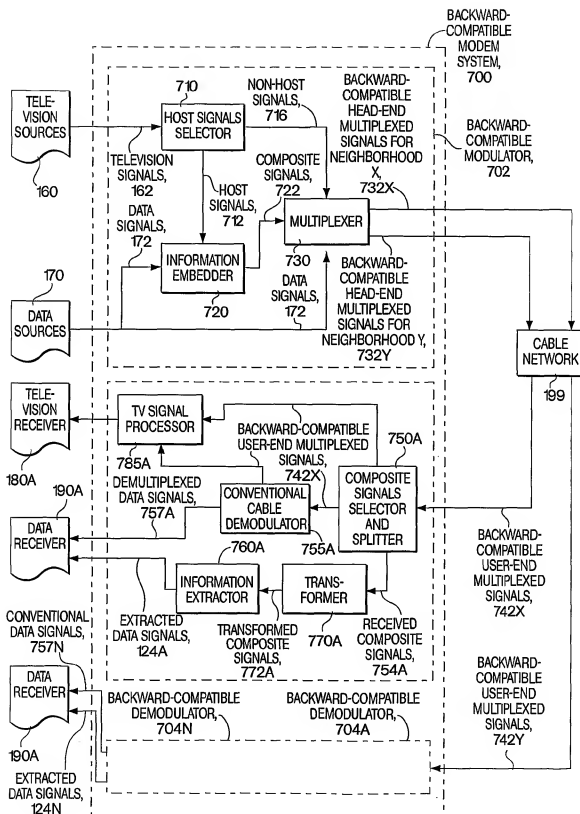 BACKWARD-
COMPATIBLE
MODEM
SYSTEM,
700
TELE-
VISION
SOURCES
160
710
HOST SIGNALS
SELECTOR
NON-HOST
SIGNALS,
716
BACKWARD-
COMPATIBLE
HEAD-END
MULTIPLEXED
SIGNALS FOR
NEIGHBORHOOD
X,
732X
BACKWARD-
COMPATIBLE
MODULATOR,
702
TELEVISION
SIGNALS,
162
HOST
SIGNALS,
712
COMPOSITE
SIGNALS,
722
DATA
SIGNALS,
172
MULTIPLEXER
730
INFORMATION
EMBEDDER
720
DATA
SIGNALS,
172
BACKWARD-
COMPATIBLE
HEAD-END
MULTIPLEXED
SIGNALS FOR
NEIGHBORHOOD Y,
732Y
170
DATA
SOURCES
CABLE
NETWORK
199
TELE-
VISION
RECEIVER
180A
TV SIGNAL
PROCESSOR
785A
BACKWARD-COMPATIBLE
USER-END MULTIPLEXED
SIGNALS,
742X
750A
COMPOSITE
SIGNALS
SELECTOR
AND
SPLITTER
DEMULTIPLEXED
DATA SIGNALS,
757A
CONVENTIONAL
CABLE
DEMODULATOR
755A
190A
DATA
RECEIVER
760A
INFORMATION
EXTRACTOR
TRANS-
FORMER
770A
BACKWARD-
COMPATIBLE
USER-END
MULTIPLEXED
SIGNALS,
742X
EXTRACTED
DATA SIGNALS,
124A
TRANSFORMED
COMPOSITE
SIGNALS,
772A
RECEIVED
COMPOSITE
SIGNALS,
754A
CONVENTIONAL
DATA SIGNALS,
757N
DATA
RECEIVER
190A
EXTRACTED
DATA SIGNALS,
124N
BACKWARD-COMPATIBLE
DEMODULATOR,
704N
BACKWARD-COMPATIBLE
DEMODULATOR,
704A
BACKWARD-
COMPATIBLE
USER-END
MULTIPLEXED
SIGNALS,
742Y